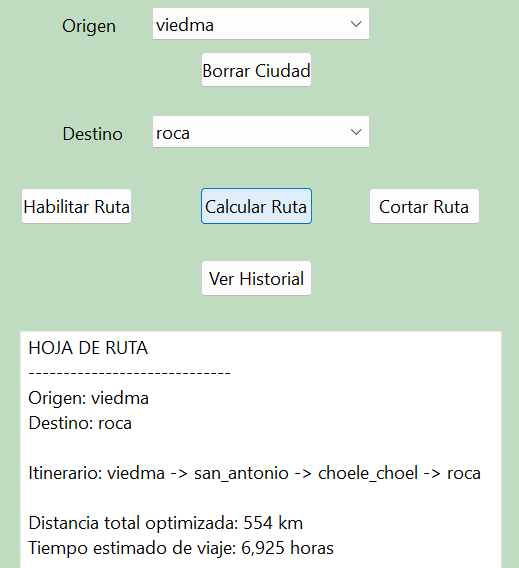 Origen viedma
Borrar Ciudad
Destino roca
Habilitar Ruta Calcular Ruta Cortar Ruta
Ver Historial
HOJA DE RUTA
-----------------------------
Origen: viedma
Destino: roca
Itinerario: viedma -> san_antonio -> choele_choel -> roca
Distancia total optimizada: 554 km
Tiempo estimado de viaje: 6,925 horas